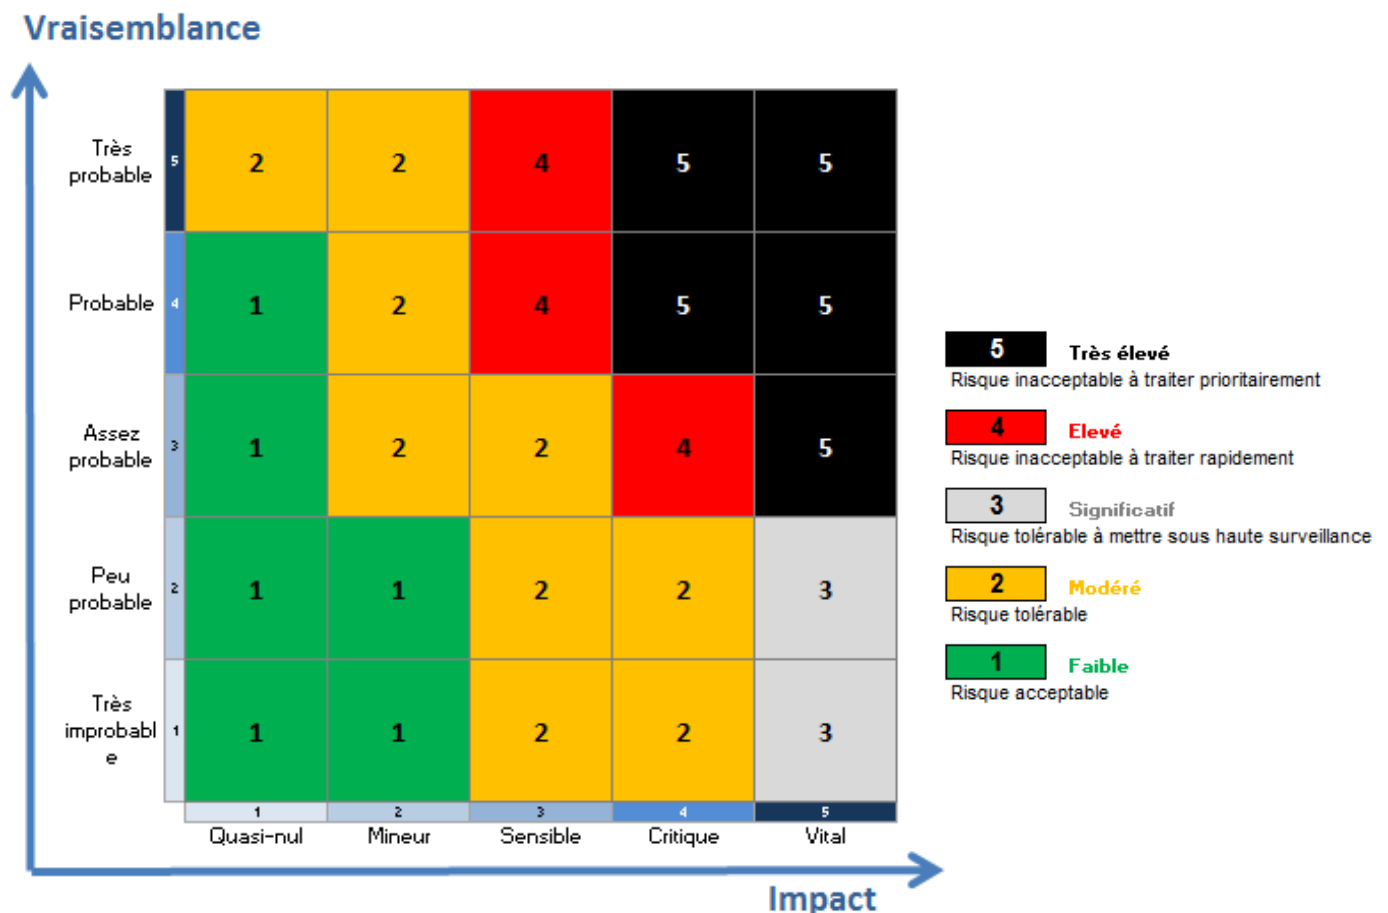 Vraisemblance
Très
probable
5
2
2
4
5
5
Probable
4
1
2
4
5
5
Assez
probable
3
1
2
2
4
5
Peu
probable
2
1
1
2
2
3
Très
improbabl
e
1
1
1
2
2
3
1
2
3
4
5
Quasi-nul
Mineur
Sensible
Critique
Vital
Impact
5 Très élevé
Risque inacceptable à traiter prioritairement
4 Elevé
Risque inacceptable à traiter rapidement
3 Significatif
Risque tolérable à mettre sous haute surveillance
2 Modéré
Risque tolérable
1 Faible
Risque acceptable